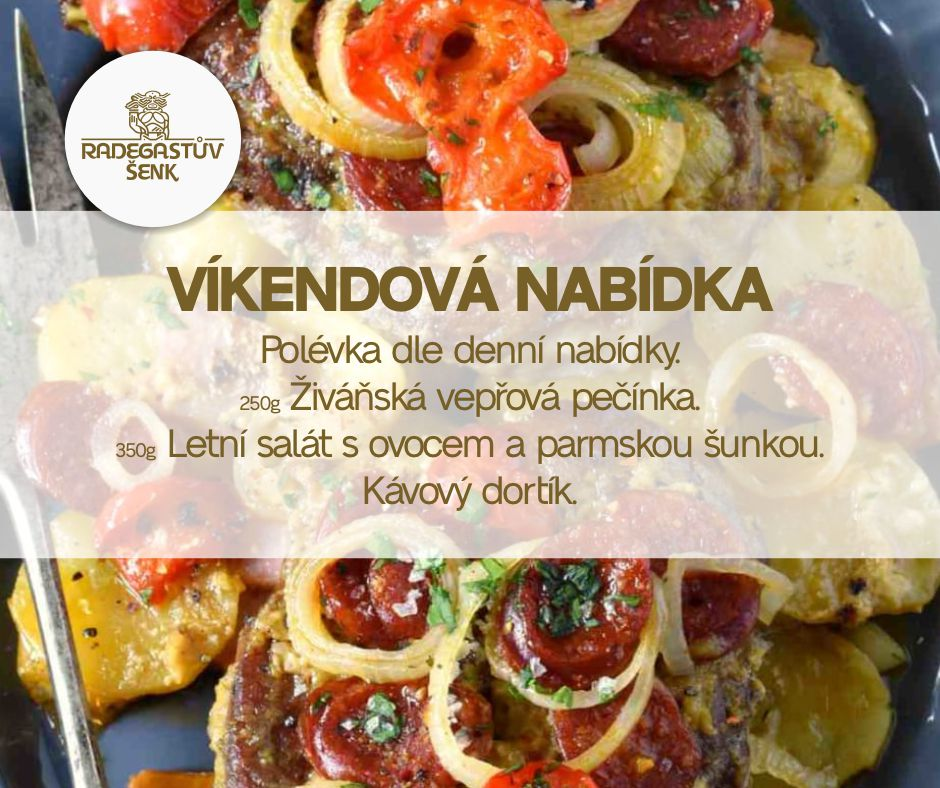 RADEGASTŮV
ŠENK
VÍKENDOVÁ NABÍDKA
Polévka dle denní nabídky.
250g Živáňská vepřová pečínka.
350g Letní salát s ovocem a parmskou šunkou.
Kávový dortík.